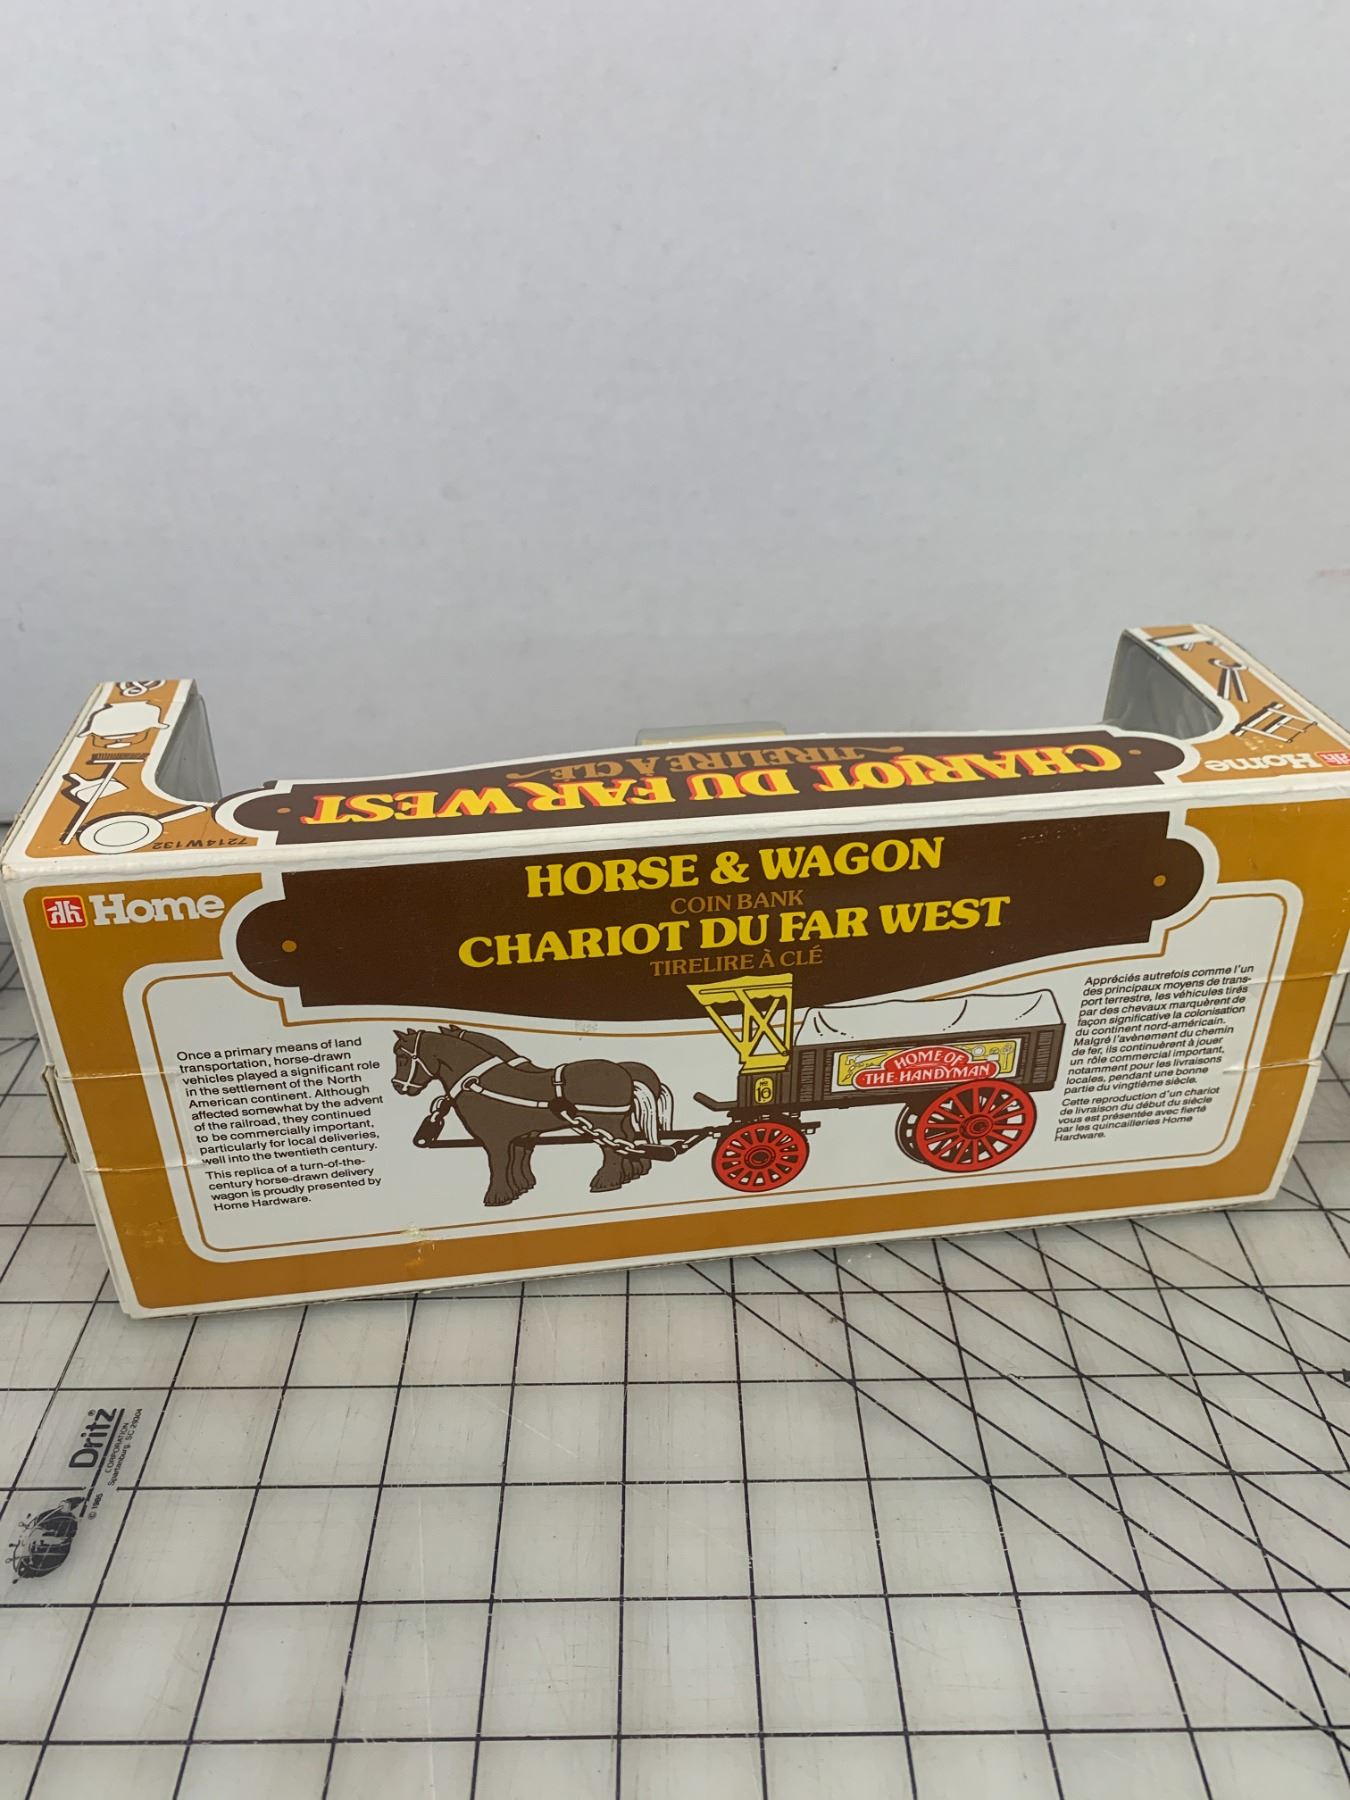 CHARIOT DU FAR WEST
TIRELIRE À CLÉ
Home
7214W132
Home
HORSE & WAGON
COIN BANK
CHARIOT DU FAR WEST
TIRELIRE À CLÉ
Once a primary means of land
transportation, horse-drawn
vehicles played a significant role
in the settlement of the North
American continent. Although
affected somewhat by the advent
of the railroad, they continued
to be commercially important,
particularly for local deliveries,
well into the twentieth century.
This replica of a turn-of-the-
century horse-drawn delivery
wagon is proudly presented by
Home Hardware.
No 19
HOME OF
THE HANDYMAN
Appréciés autrefois comme l'un
des principaux moyens de trans-
port terrestre, les véhicules tirés
par des chevaux marquèrent de
façon significative la colonisation
du continent nord-américain.
Malgré l'avènement du chemin
de fer, ils continuèrent à jouer
un rôle commercial important,
notamment pour les livraisons
locales, pendant une bonne
partie du vingtième siècle.
Cette reproduction d'un chariot
de livraison du début du siècle
vous est présentée avec fierté
par les quincailleries Home
Hardware.
Dritz®
CORPORATION
Spartanburg, SC 29304